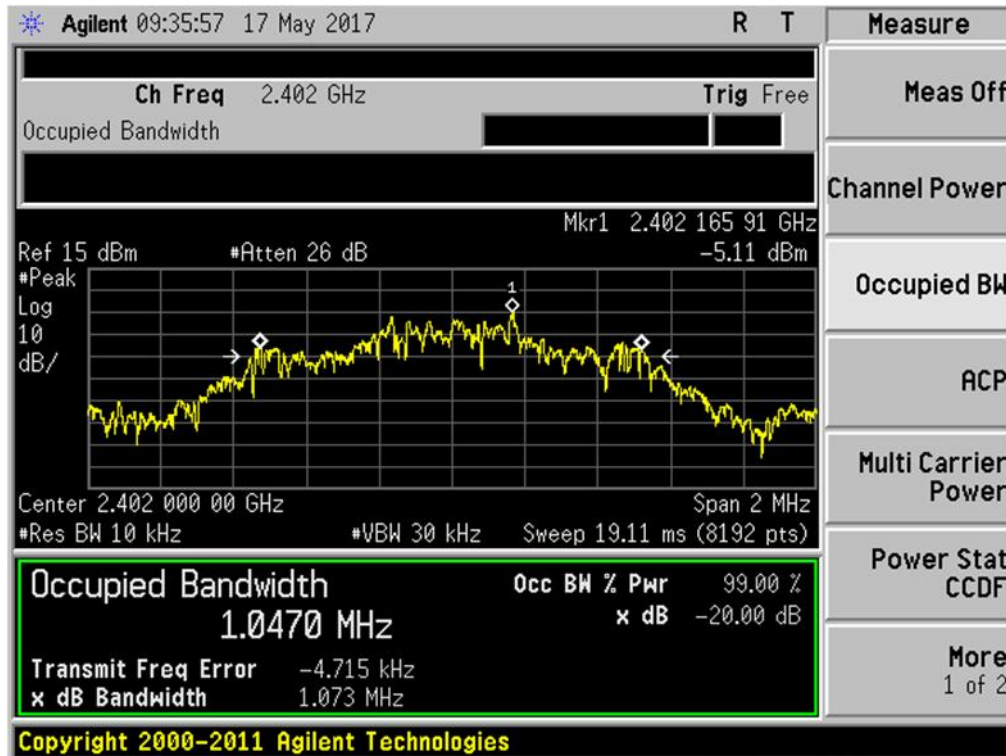 Agilent 09:35:57 17 May 2017 R T Measure
Ch Freq 2.402 GHz Trig Free
Meas Off
Occupied Bandwidth
Channel Power
Mkr1 2.402 165 91 GHz
Ref 15 dBm #Atten 26 dB -5.11 dBm
#Peak
Log
10
dB/
1
Occupied BW
ACP
Multi Carrier
Power
Center 2.402 000 00 GHz Span 2 MHz
#Res BW 10 kHz #VBW 30 kHz Sweep 19.11 ms (8192 pts)
Power Stat
CCDF
Occupied Bandwidth Occ BW % Pwr 99.00 %
1.0470 MHz x dB -20.00 dB
Transmit Freq Error -4.715 kHz
x dB Bandwidth 1.073 MHz
More
1 of 2
Copyright 2000-2011 Agilent Technologies